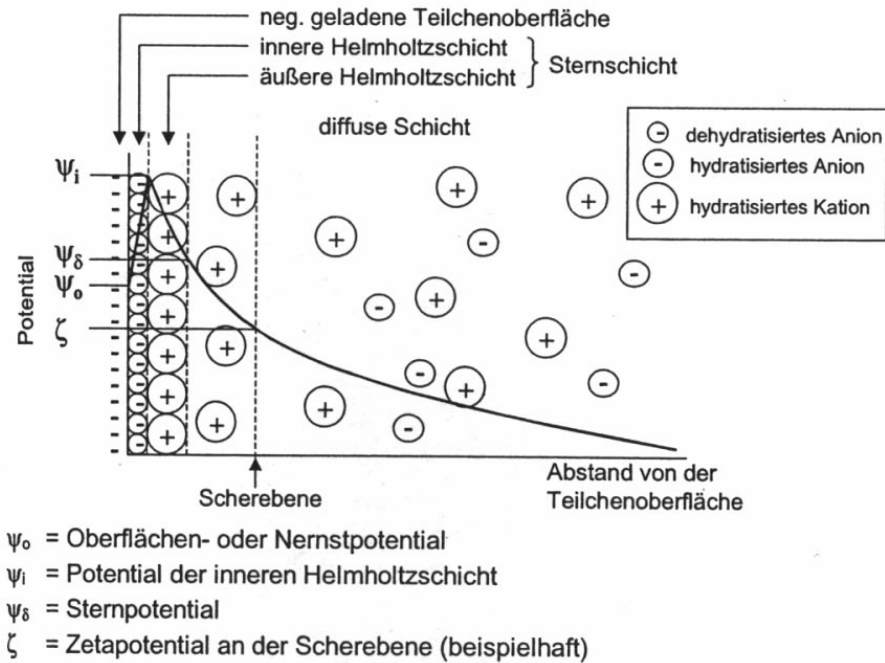 neg. geladene Teilchenoberfläche
innere Helmholtzschicht
äußere Helmholtzschicht
Sternschicht
diffuse Schicht
dehydratisiertes Anion
hydratisiertes Anion
hydratisiertes Kation
Potential
ψi
ψδ
ψo
ζ
Scherebene
Abstand von der
Teilchenoberfläche
ψo = Oberflächen- oder Nernstpotential
ψi = Potential der inneren Helmholtzschicht
ψδ = Sternpotential
ζ = Zetapotential an der Scherebene (beispielhaft)